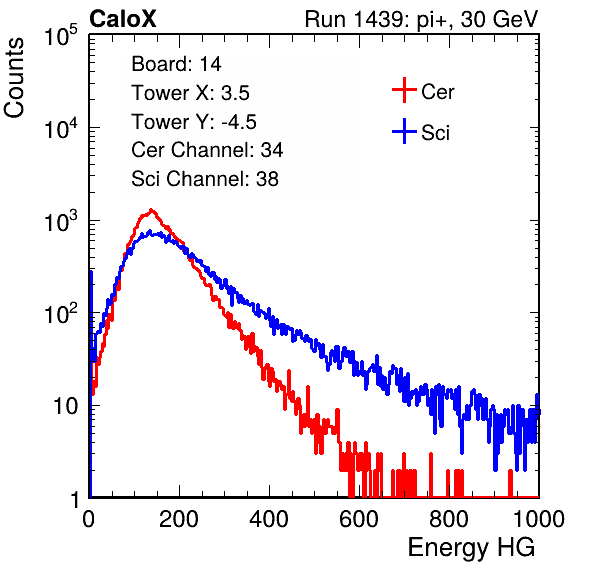 CaloX Run 1439: pi+, 30 GeV
Board: 14
Tower X: 3.5
Tower Y: -4.5
Cer Channel: 34
Sci Channel: 38
Cer
Sci
Counts
10^5
10^4
10^3
10^2
10
1
0 200 400 600 800 1000
Energy HG